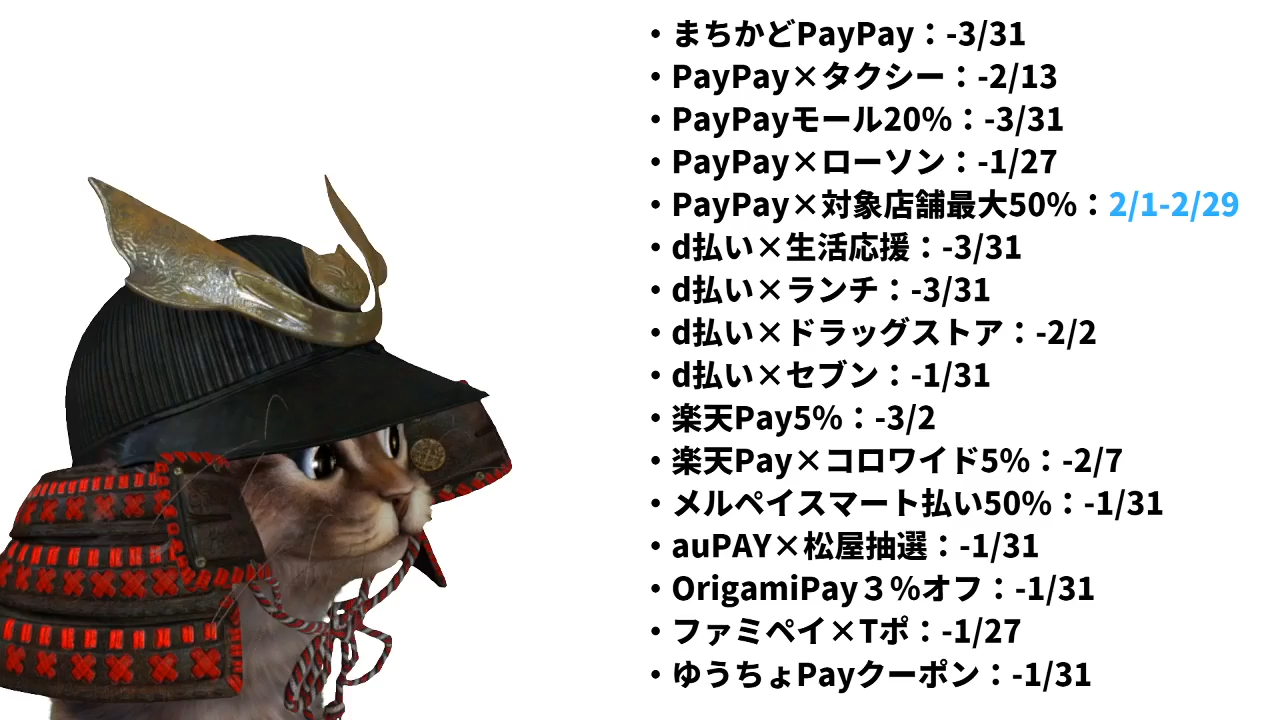 ・まちかどPayPay：-3/31
・PayPay×タクシー：-2/13
・PayPayモール20%：-3/31
・PayPay×ローソン：-1/27
・PayPay×対象店舗最大50%：2/1-2/29
・d払い×生活応援：-3/31
・d払い×ランチ：-3/31
・d払い×ドラッグストア：-2/2
・d払い×セブン：-1/31
・楽天Pay5%：-3/2
・楽天Pay×コロワイド5%：-2/7
・メルペイスマート払い50%：-1/31
・auPAY×松屋抽選：-1/31
・OrigamiPay３%オフ：-1/31
・ファミペイ×Tポ：-1/27
・ゆうちょPayクーポン：-1/31